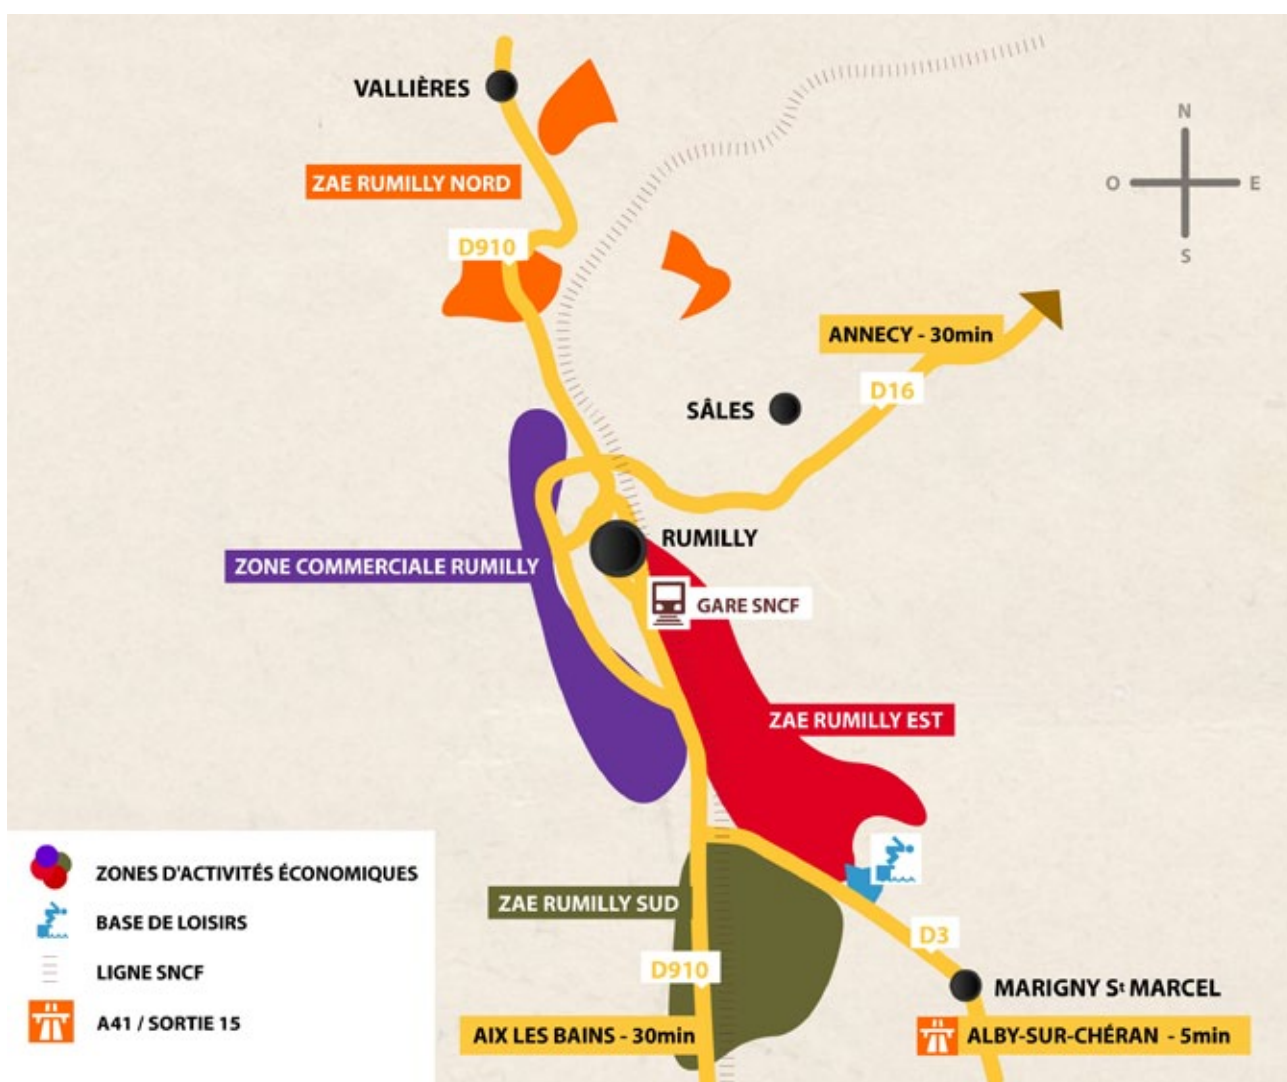 VALLIÈRES
N
ZAE RUMILLY NORD
O
E
D910
S
ANNECY - 30min
D16
SÂLES
RUMILLY
ZONE COMMERCIALE RUMILLY
GARE SNCF
ZAE RUMILLY EST
ZONES D'ACTIVITÉS ÉCONOMIQUES
ZAE RUMILLY SUD
BASE DE LOISIRS
D3
D910
LIGNE SNCF
MARIGNY St MARCEL
A41 / SORTIE 15
AIX LES BAINS - 30min
ALBY-SUR-CHÉRAN - 5min